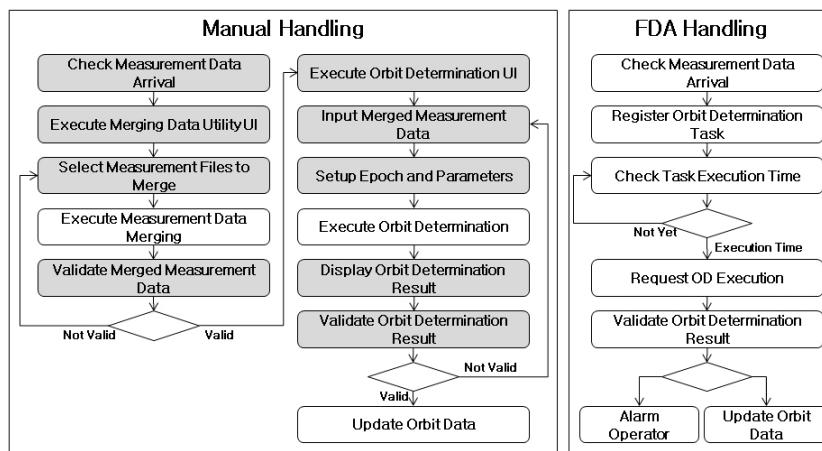 Manual Handling
Check Measurement Data
Arrival
Execute Merging Data Utility UI
Select Measurement Files to
Merge
Execute Measurement Data
Merging
Validate Merged Measurement
Data
Not Valid
Valid
Execute Orbit Determination UI
Input Merged Measurement
Data
Setup Epoch and Parameters
Execute Orbit Determination
Display Orbit Determination
Result
Validate Orbit Determination
Result
Not Valid
Valid
Update Orbit Data
FDA Handling
Check Measurement Data
Arrival
Register Orbit Determination
Task
Check Task Execution Time
Not Yet
Execution Time
Request OD Execution
Validate Orbit Determination
Result
Alarm
Operator
Update Orbit
Data